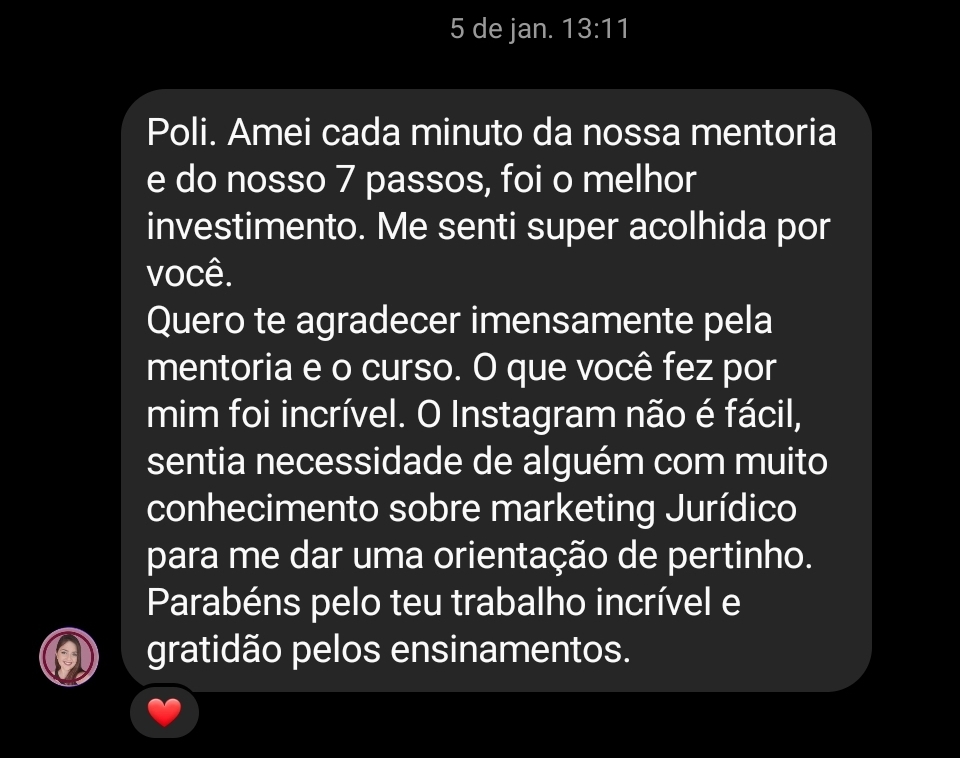 5 de jan. 13:11
Poli. Amei cada minuto da nossa mentoria
e do nosso 7 passos, foi o melhor
investimento. Me senti super acolhida por
você.
Quero te agradecer imensamente pela
mentoria e o curso. O que você fez por
mim foi incrível. O Instagram não é fácil,
sentia necessidade de alguém com muito
conhecimento sobre marketing Jurídico
para me dar uma orientação de pertinho.
Parabéns pelo teu trabalho incrível e
gratidão pelos ensinamentos.